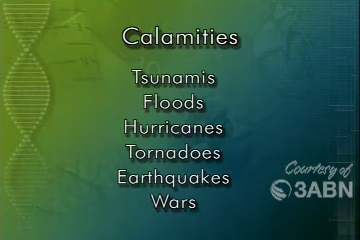 Calamities
Tsunamis
Floods
Hurricanes
Tornadoes
Earthquakes
Wars
Courtesy of
3ABN